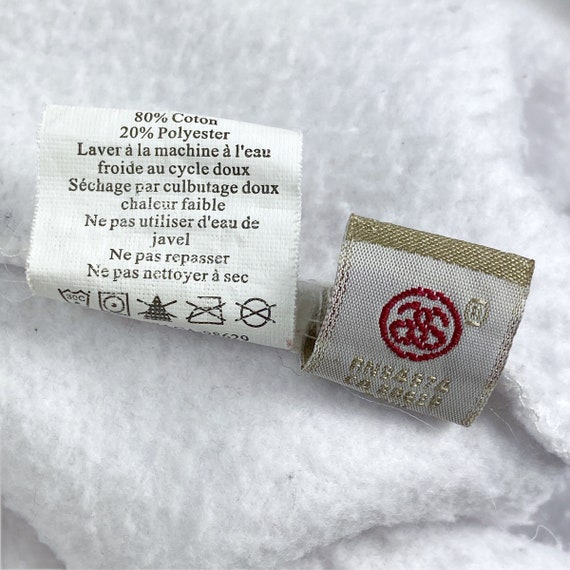 80% Coton
20% Polyester
Laver à la machine à l'eau
froide au cycle doux
Séchage par culbutage doux
chaleur faible
Ne pas utiliser d'eau de
javel
Ne pas repasser
Ne pas nettoyer à sec
30C